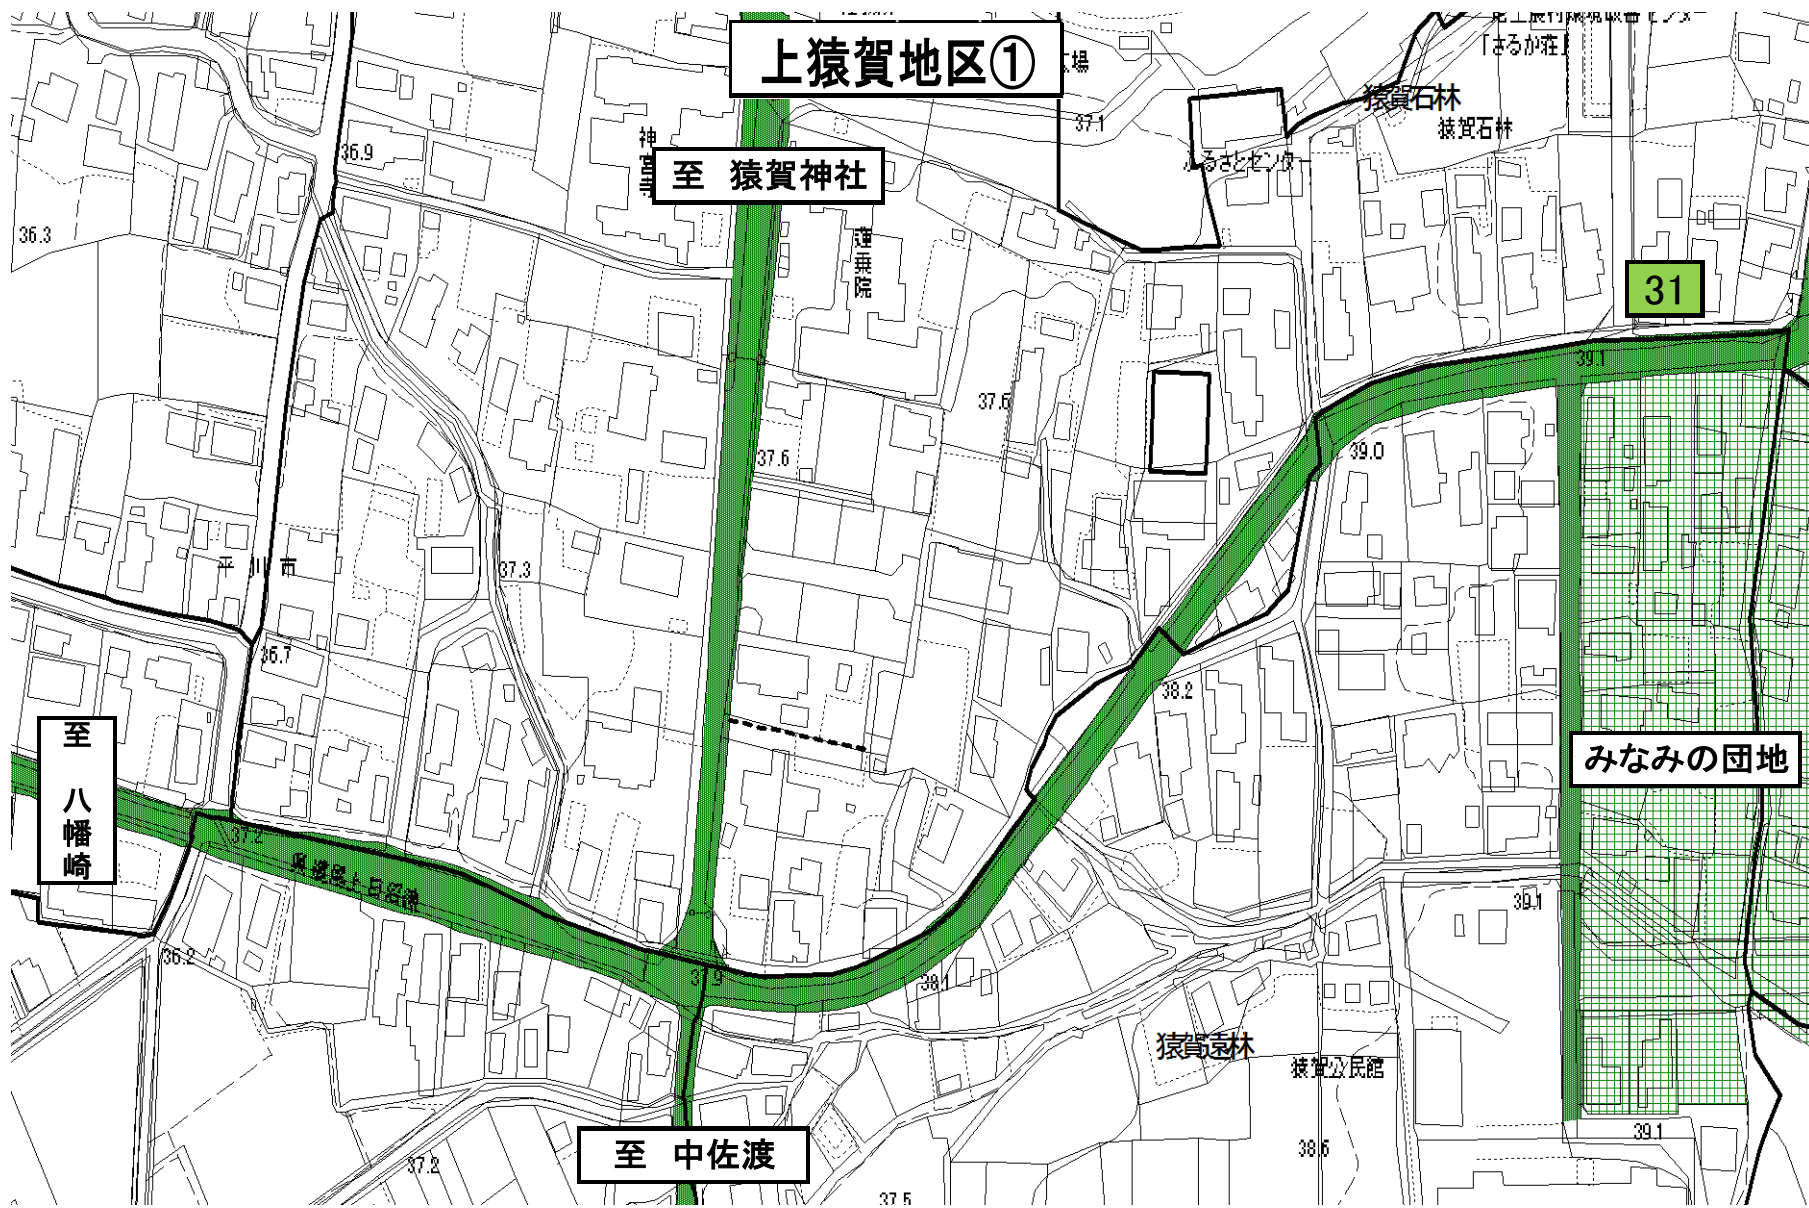 上猿賀地区①
「さるか荘」
場
猿賀石林
猿賀石林
37.1
神宮寺
36.9
ふるさとセンター
至 猿賀神社
36.3
蓮乗院
31
39.1
37.6
39.0
37.6
平川市
37.3
36.7
38.2
至 八幡崎
みなみの団地
37.2
39.1
36.2
38.1
猿賀遠林
猿賀公民館
至 中佐渡
39.1
38.6
37.2
37.5